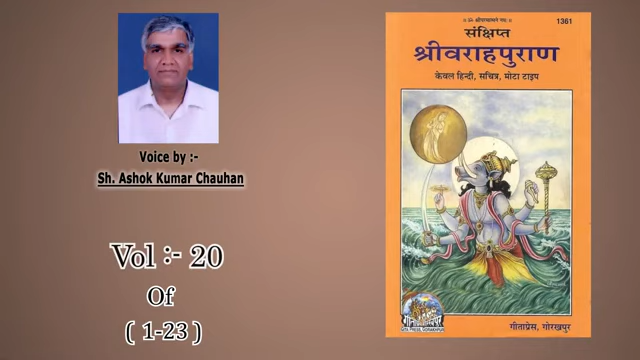 Voice by :-
Sh. Ashok Kumar Chauhan
Vol :- 20
Of
( 1-23 )
1361
संक्षिप्त
श्रीवराहपुराण
केवल हिन्दी, सचित्र, मोटा टाइप
गीताप्रेस, गोरखपुर